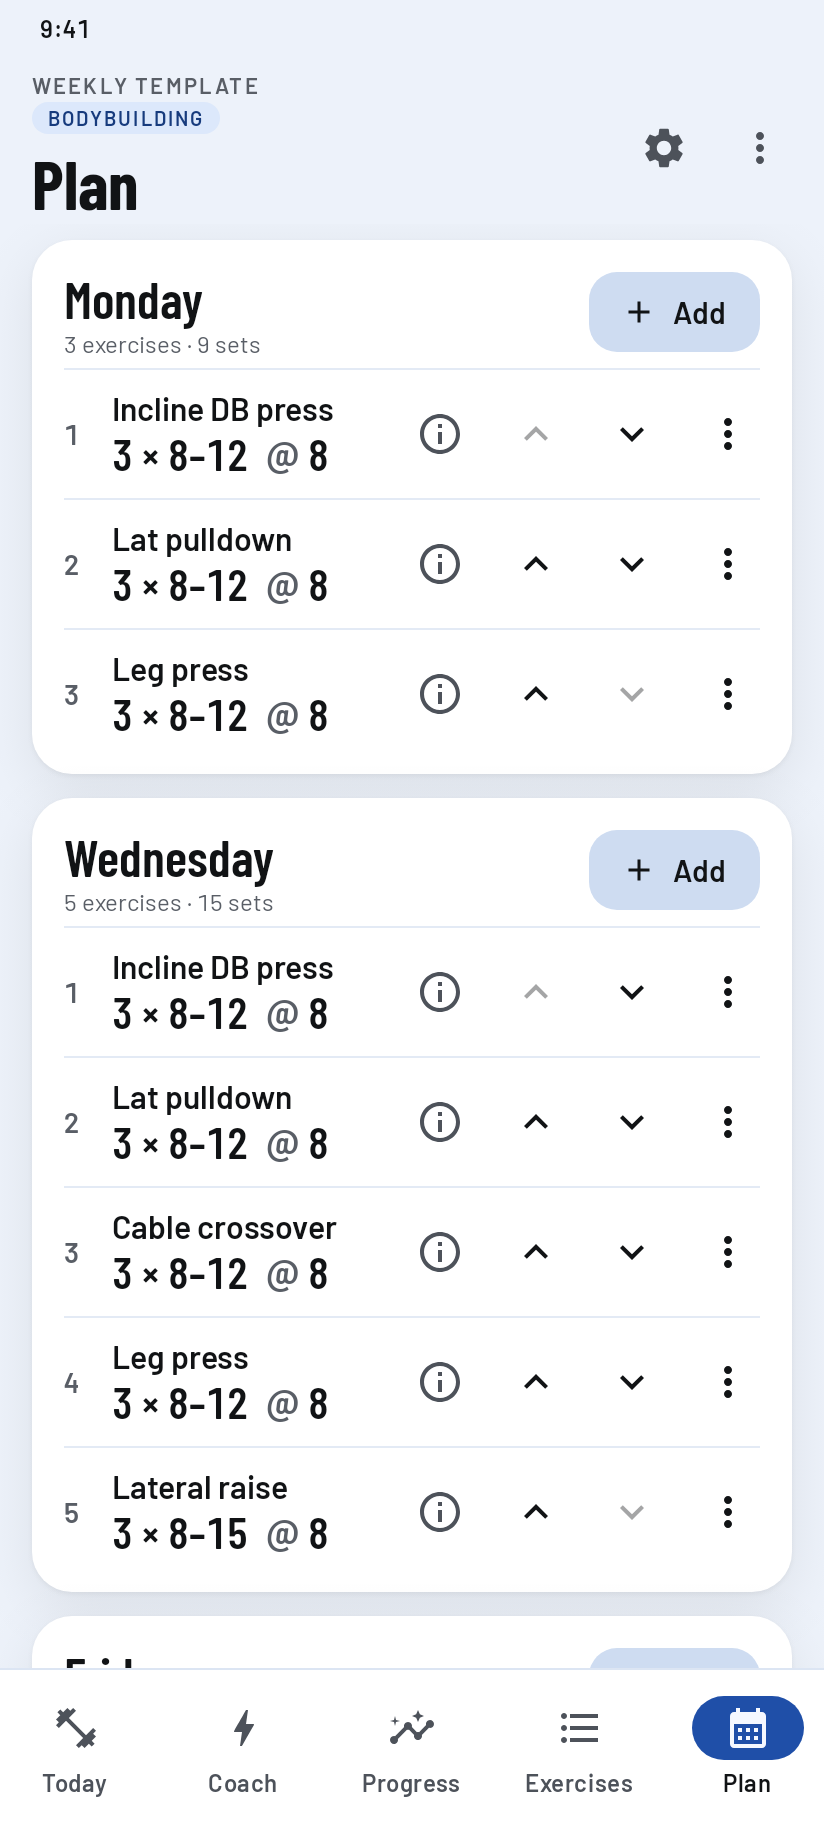 9:41
WEEKLY TEMPLATE
BODYBUILDING
Plan
Monday
Add
3 exercises · 9 sets
1
Incline DB press
3 × 8–12 @ 8
2
Lat pulldown
3 × 8–12 @ 8
3
Leg press
3 × 8–12 @ 8
Wednesday
Add
5 exercises · 15 sets
1
Incline DB press
3 × 8–12 @ 8
2
Lat pulldown
3 × 8–12 @ 8
3
Cable crossover
3 × 8–12 @ 8
4
Leg press
3 × 8–12 @ 8
5
Lateral raise
3 × 8–15 @ 8
Today
Coach
Progress
Exercises
Plan